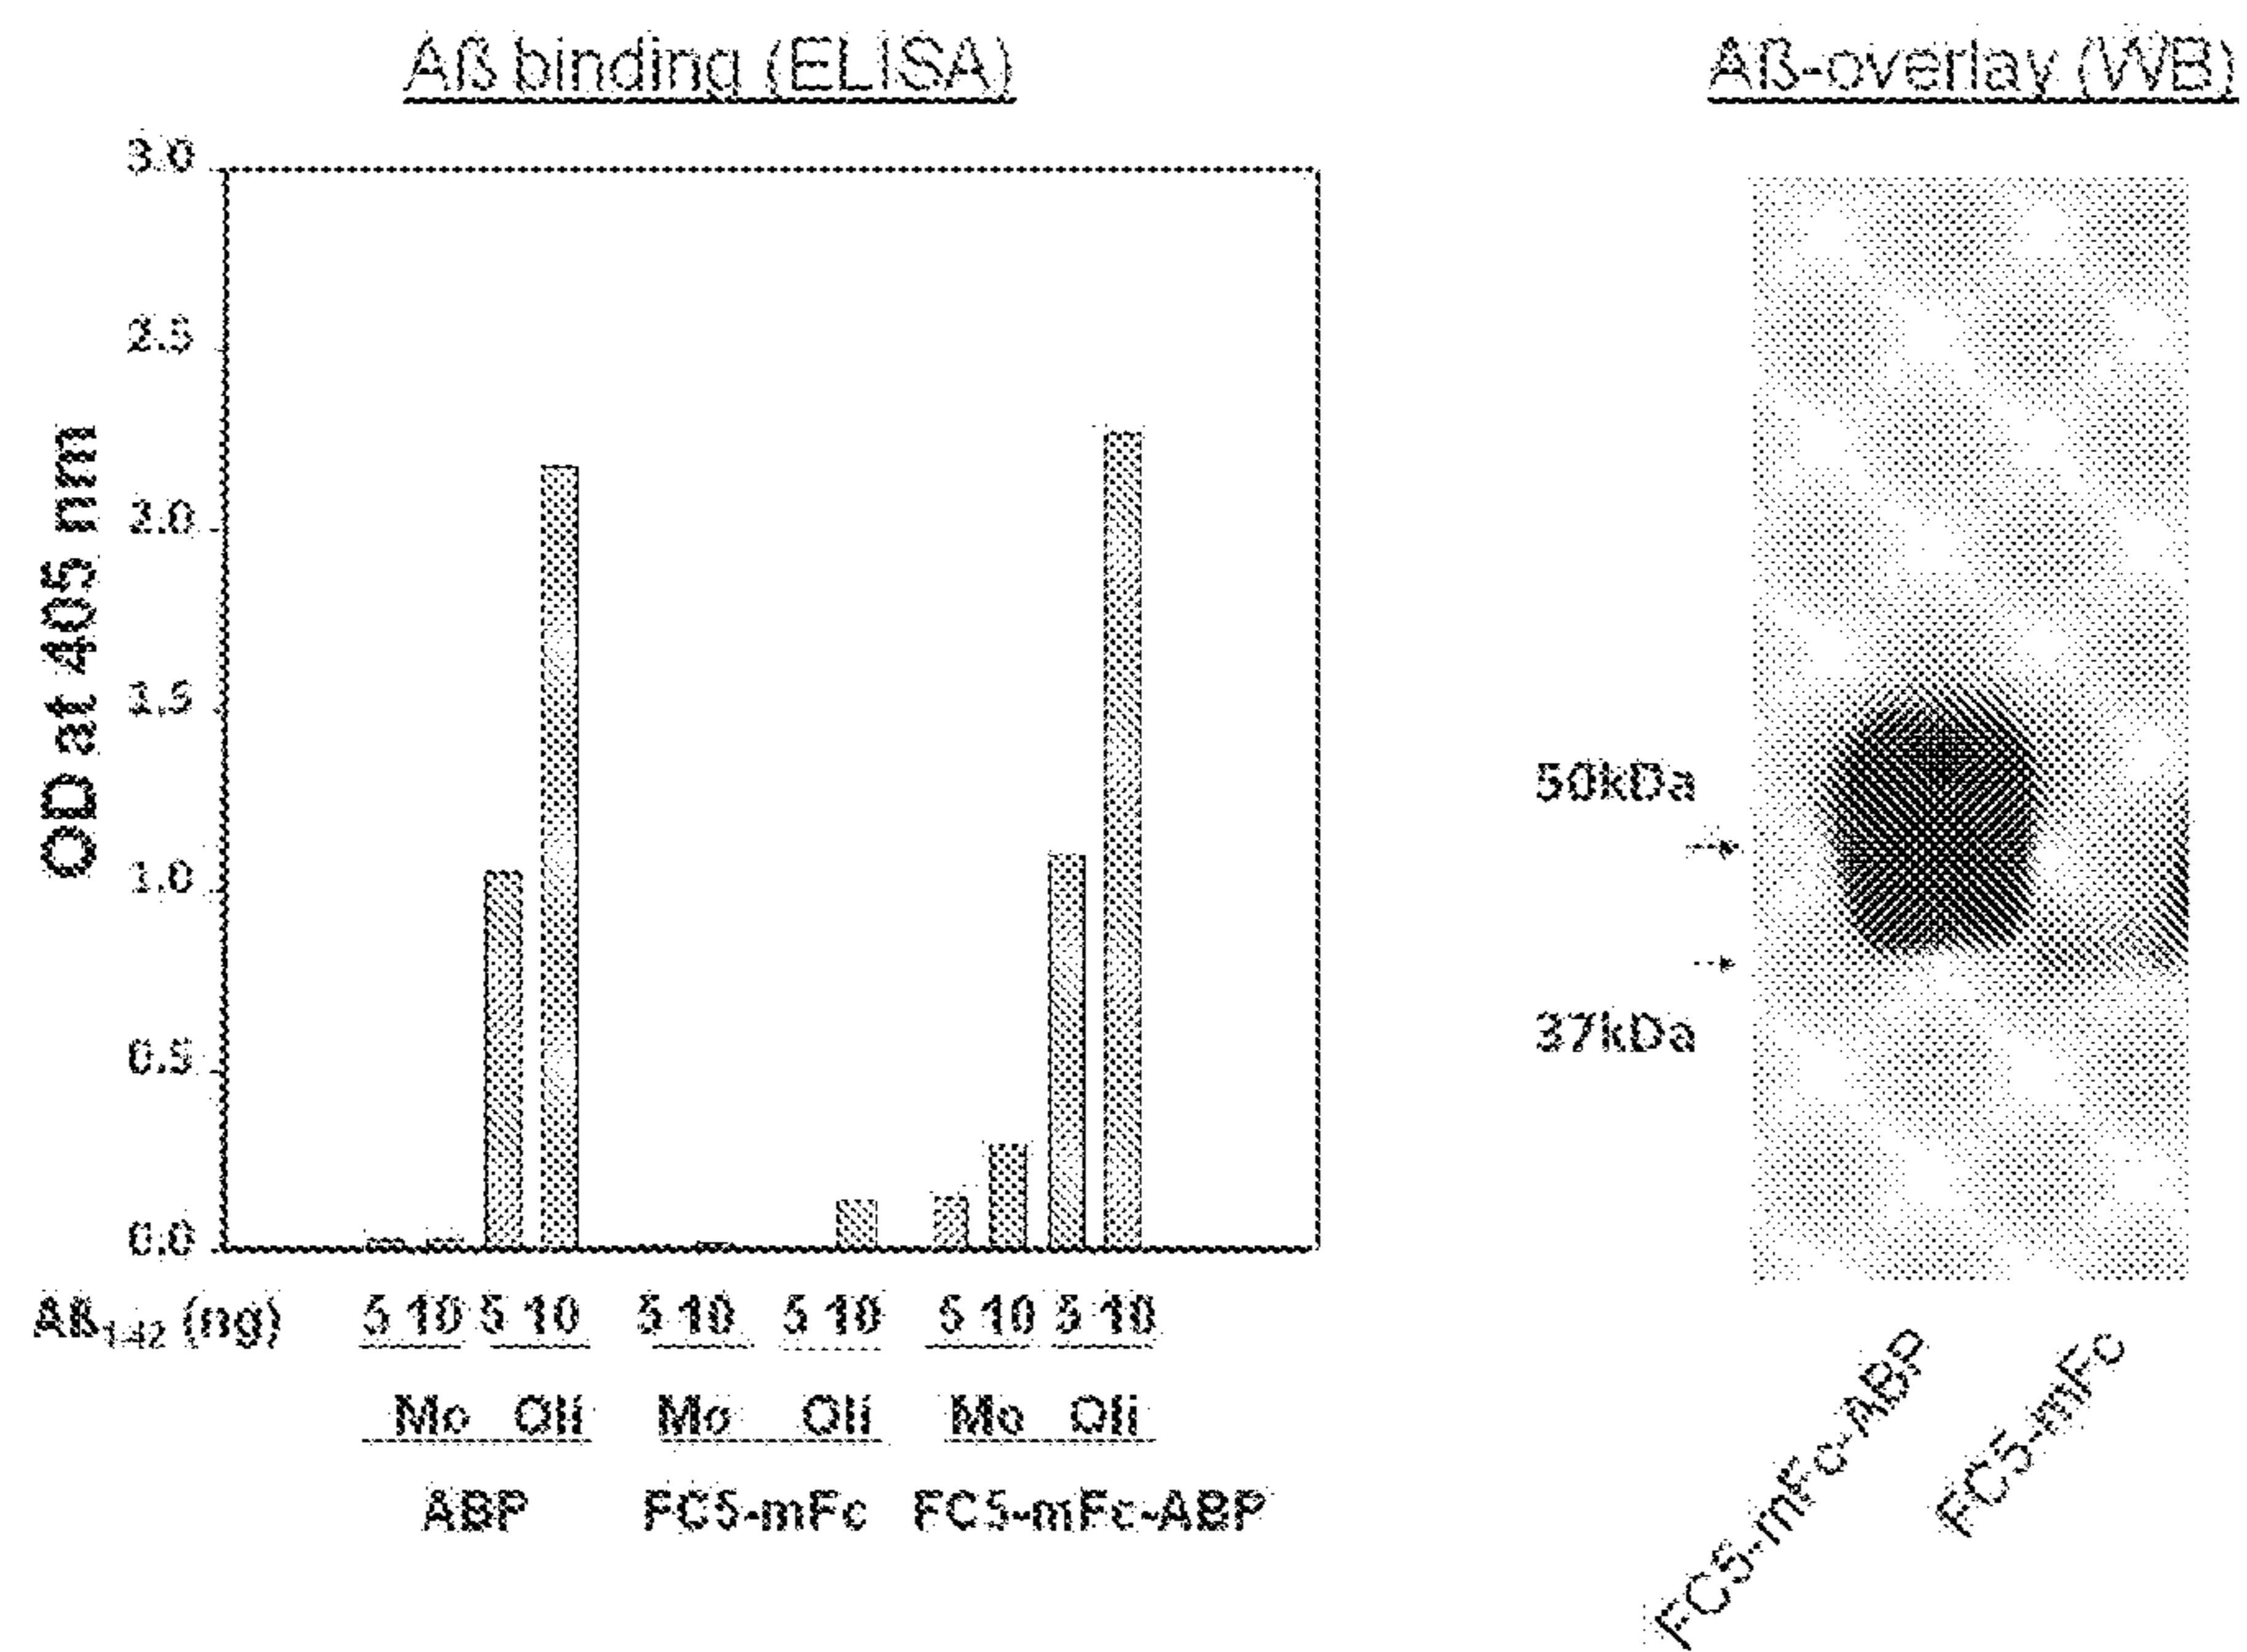 Aß binding (ELISA)
Aß-overlay (WB)
3.0
2.5
2.0
1.5
1.0
0.5
0.0
OD at 405 nm
50kDa
37kDa
Aß1-42 (ng) 5 10 5 10 5 10 5 10 5 10 5 10
Mo Oli Mo Oli Mo Oli
ABP FC5-mFc FC5-mFc-ABP
FC5-mFc-ABP
FC5-mFc